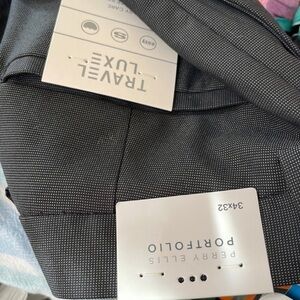 TRAVEL
LUXE
PERRY ELLIS
PORTFOLIO
34x32